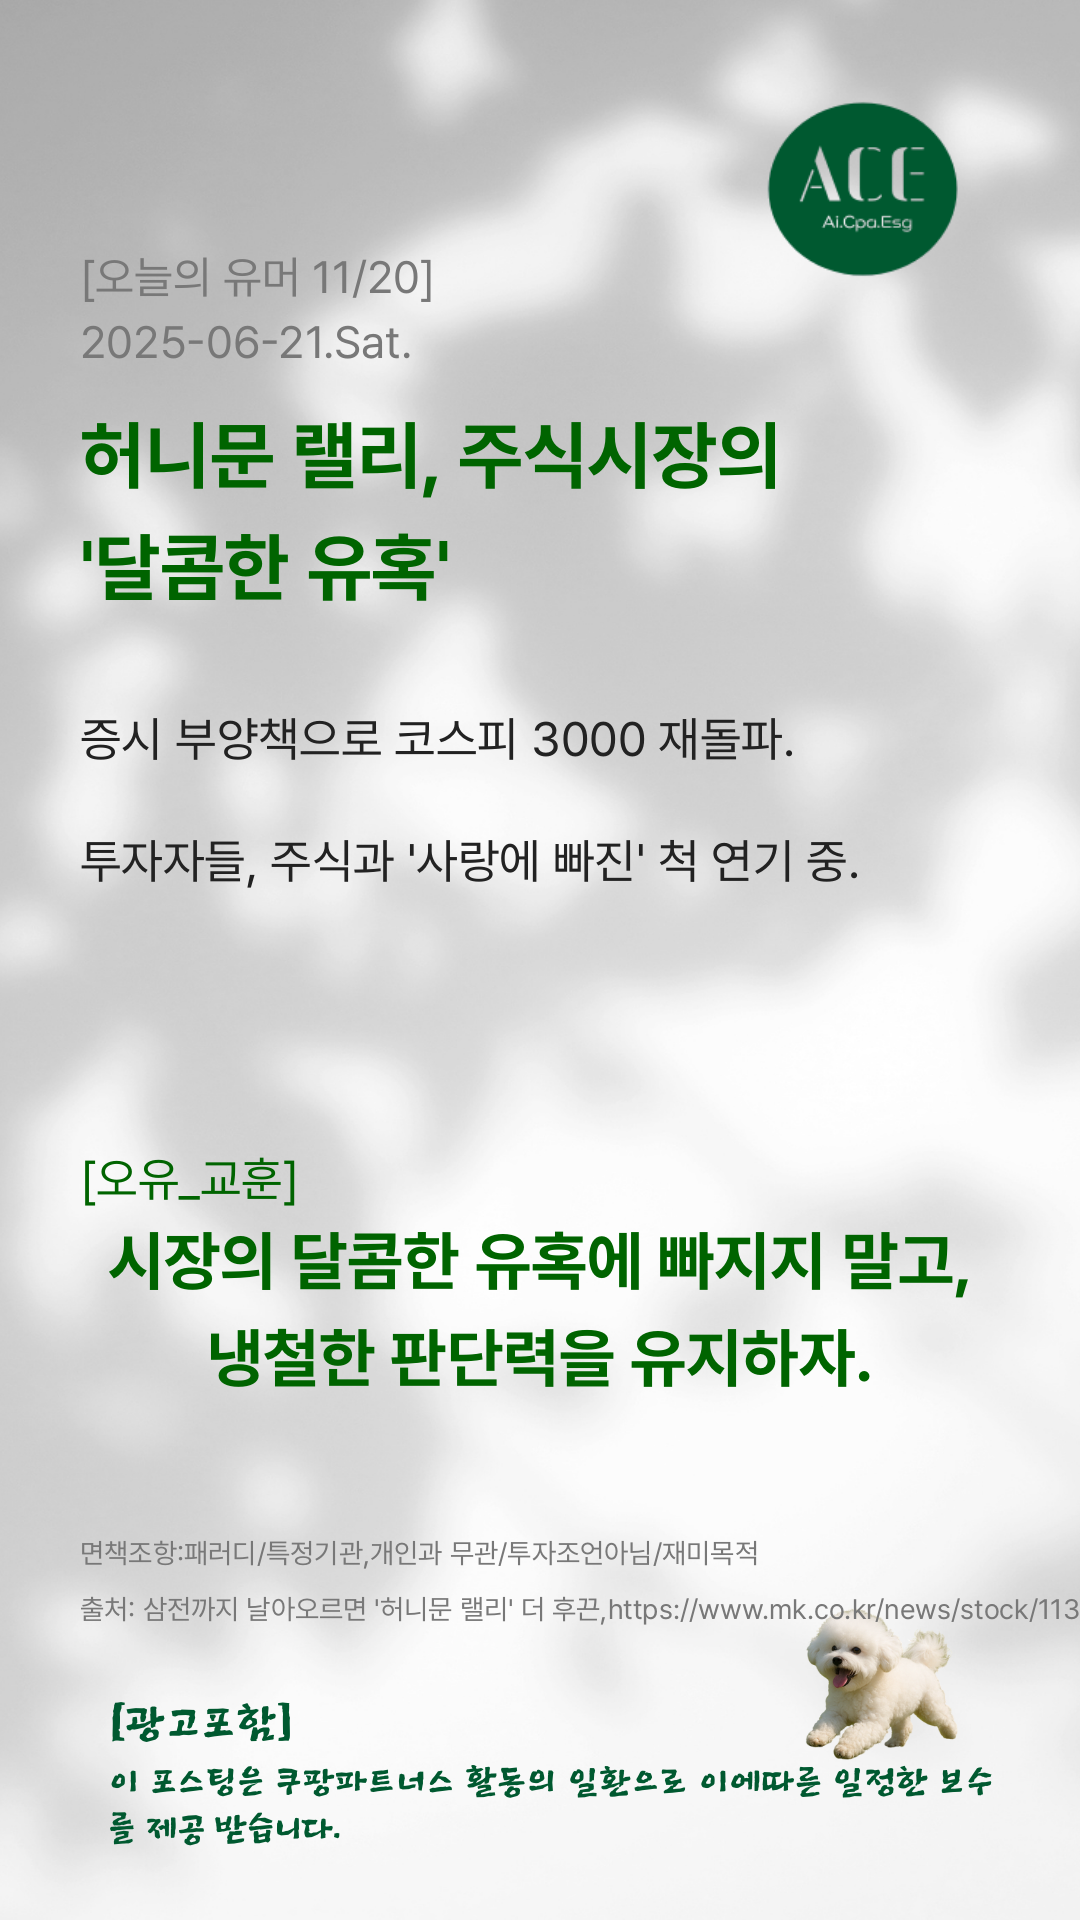 ACE
Ai.Cpa.Esg
[오늘의 유머 11/20]
2025-06-21.Sat.
허니문 랠리, 주식시장의
'달콤한 유혹'
증시 부양책으로 코스피 3000 재돌파.
투자자들, 주식과 '사랑에 빠진' 척 연기 중.
[오유_교훈]
시장의 달콤한 유혹에 빠지지 말고,
냉철한 판단력을 유지하자.
면책조항:패러디/특정기관,개인과 무관/투자조언아님/재미목적
출처: 삼전까지 날아오르면 '허니문 랠리' 더 후끈,https://www.mk.co.kr/news/stock/113
[광고포함]
이 포스팅은 쿠팡파트너스 활동의 일환으로 이에따른 일정한 보수
를 제공 받습니다.